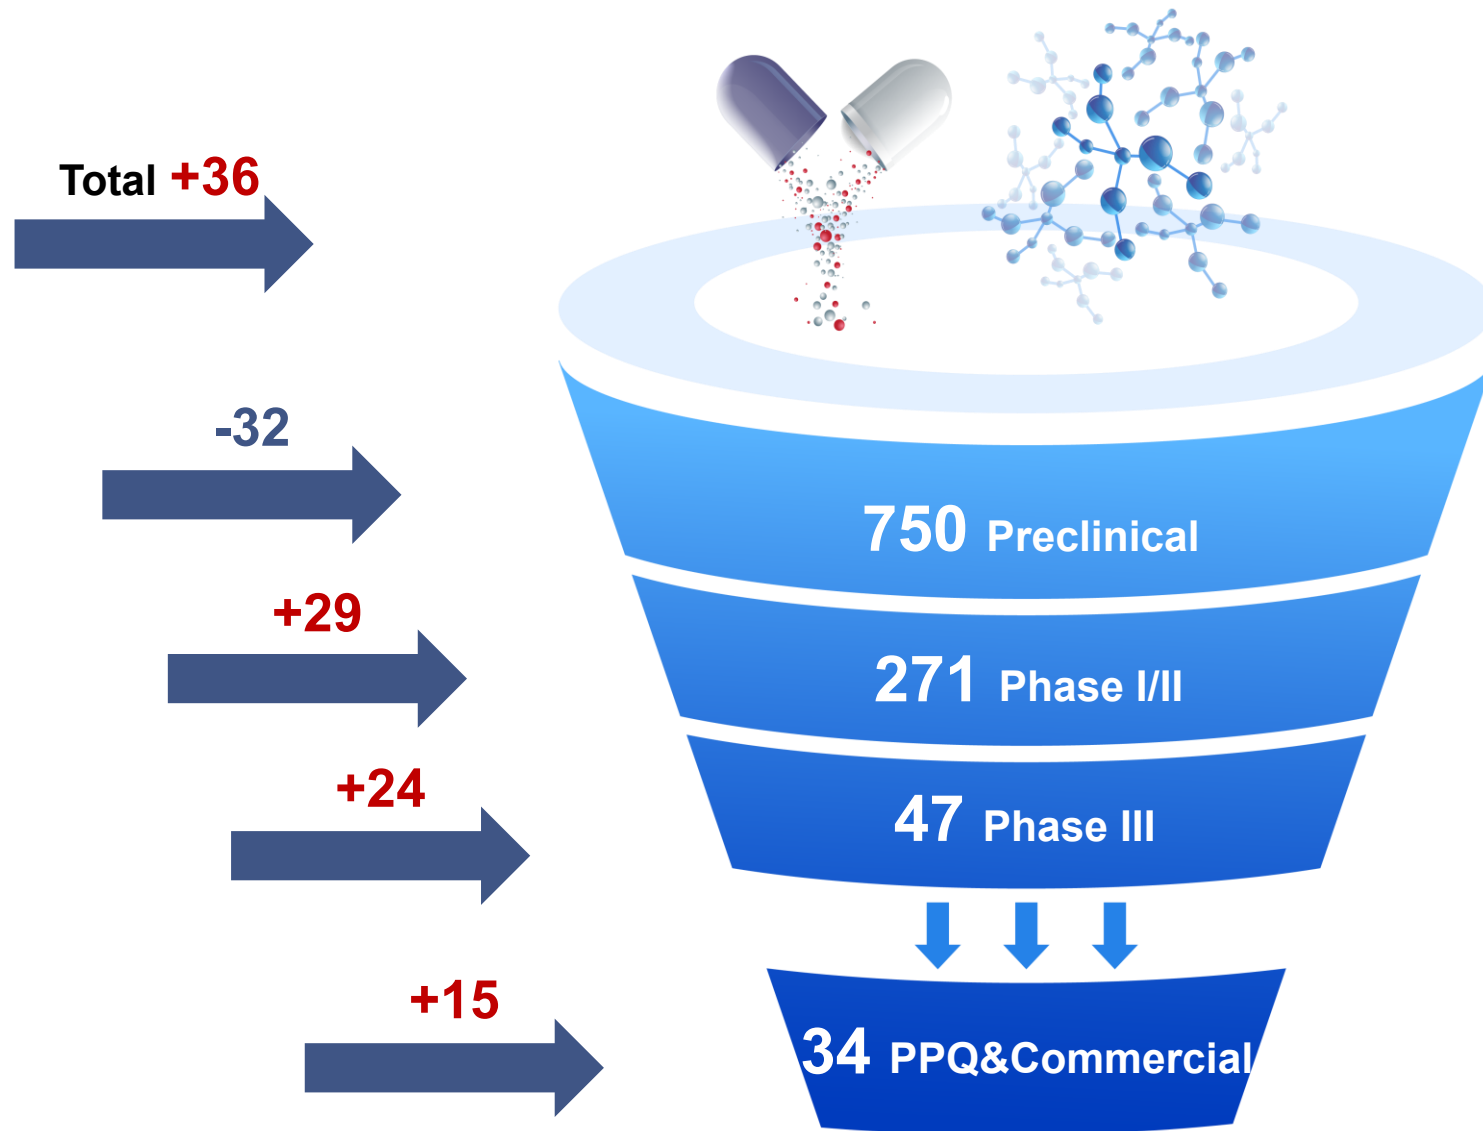 Total +36
-32
750 Preclinical
+29
271 Phase I/II
+24
47 Phase III
+15
34 PPQ&Commercial